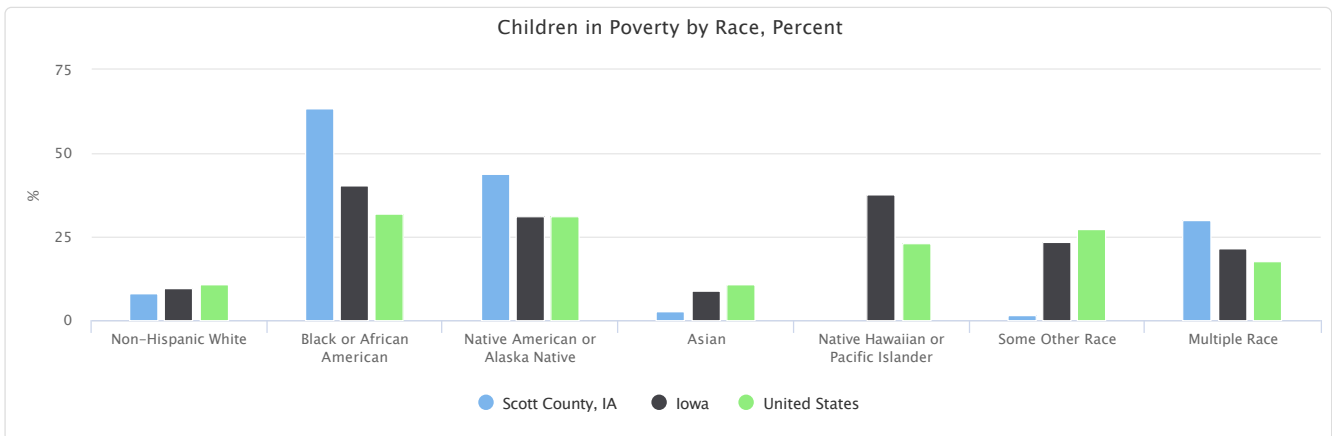 Children in Poverty by Race, Percent
75
50
25
0
%
Non-Hispanic White
Black or African
American
Native American or
Alaska Native
Asian
Native Hawaiian or
Pacific Islander
Some Other Race
Multiple Race
Scott County, IA
Iowa
United States